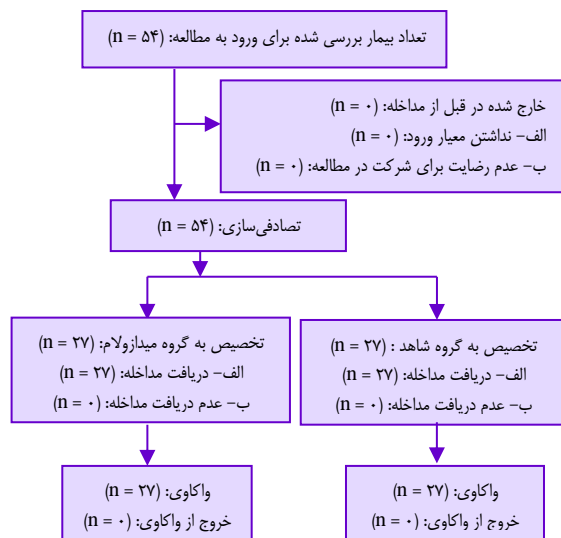 تعداد بیمار بررسی شده برای ورود به مطالعه: (n = ۵۴)
خارج شده در قبل از مداخله: (n = ۰)
الف- نداشتن معیار ورود: (n = ۰)
ب- عدم رضایت برای شرکت در مطالعه: (n = ۰)
تصادفی‌سازی: (n = ۵۴)
تخصیص به گروه شاهد : (n = ۲۷)
الف- دریافت مداخله: (n = ۲۷)
ب- عدم دریافت مداخله: (n = ۰)
تخصیص به گروه میدازولام: (n = ۲۷)
الف- دریافت مداخله: (n = ۲۷)
ب- عدم دریافت مداخله: (n = ۰)
واکاوی: (n = ۲۷)
خروج از واکاوی: (n = ۰)
واکاوی: (n = ۲۷)
خروج از واکاوی: (n = ۰)